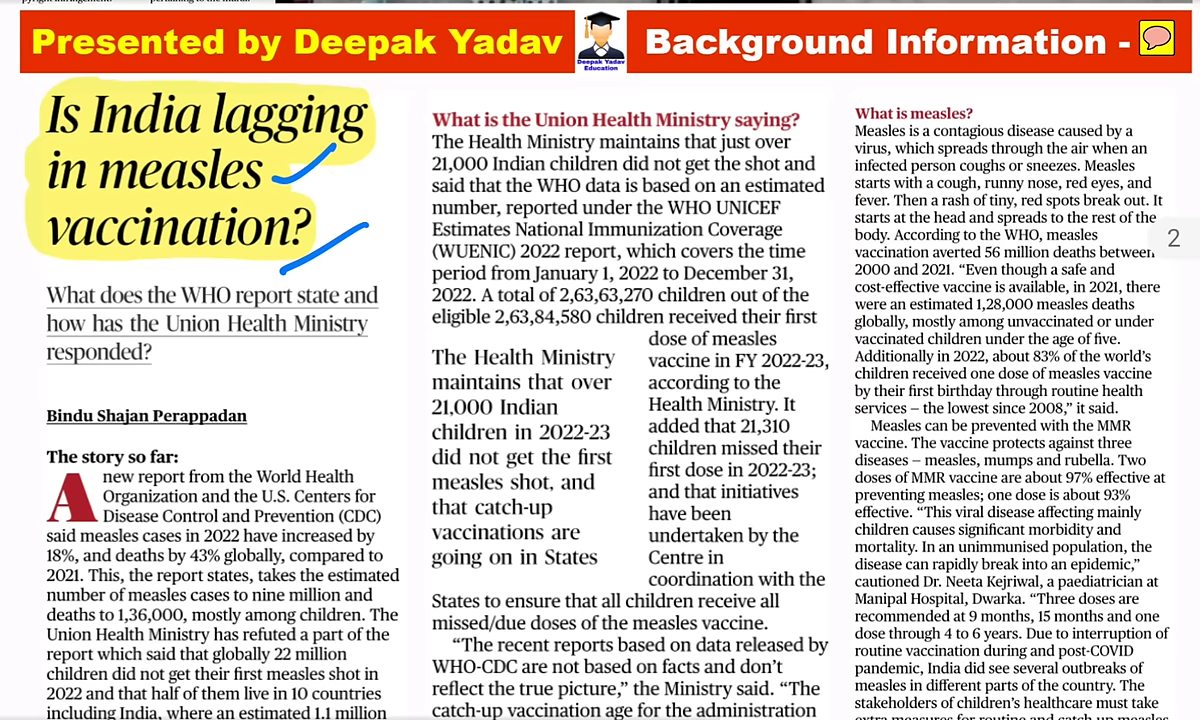 pyright infringement. pertaining to the mains.
Presented by Deepak Yadav
Deepak Yadav
Education
Background Information -
Is India lagging
in measles
vaccination?
What does the WHO report state and
how has the Union Health Ministry
responded?
Bindu Shajan Perappadan
The story so far:
A new report from the World Health
Organization and the U.S. Centers for
Disease Control and Prevention (CDC)
said measles cases in 2022 have increased by
18%, and deaths by 43% globally, compared to
2021. This, the report states, takes the estimated
number of measles cases to nine million and
deaths to 1,36,000, mostly among children. The
Union Health Ministry has refuted a part of the
report which said that globally 22 million
children did not get their first measles shot in
2022 and that half of them live in 10 countries
including India, where an estimated 1.1 million
What is the Union Health Ministry saying?
The Health Ministry maintains that just over
21,000 Indian children did not get the shot and
said that the WHO data is based on an estimated
number, reported under the WHO UNICEF
Estimates National Immunization Coverage
(WUENIC) 2022 report, which covers the time
period from January 1, 2022 to December 31,
2022. A total of 2,63,63,270 children out of the
eligible 2,63,84,580 children received their first
dose of measles
vaccine in FY 2022-23,
according to the
Health Ministry. It
added that 21,310
children missed their
first dose in 2022-23;
and that initiatives
have been
undertaken by the
Centre in
coordination with the
The Health Ministry
maintains that over
21,000 Indian
children in 2022-23
did not get the first
measles shot, and
that catch-up
vaccinations are
going on in States
States to ensure that all children receive all
missed/due doses of the measles vaccine.
“The recent reports based on data released by
WHO-CDC are not based on facts and don’t
reflect the true picture,” the Ministry said. “The
catch-up vaccination age for the administration
What is measles?
Measles is a contagious disease caused by a
virus, which spreads through the air when an
infected person coughs or sneezes. Measles
starts with a cough, runny nose, red eyes, and
fever. Then a rash of tiny, red spots break out. It
starts at the head and spreads to the rest of the
body. According to the WHO, measles
vaccination averted 56 million deaths between
2000 and 2021. “Even though a safe and
cost-effective vaccine is available, in 2021, there
were an estimated 1,28,000 measles deaths
globally, mostly among unvaccinated or under
vaccinated children under the age of five.
Additionally in 2022, about 83% of the world’s
children received one dose of measles vaccine
by their first birthday through routine health
services – the lowest since 2008,” it said.
Measles can be prevented with the MMR
vaccine. The vaccine protects against three
diseases – measles, mumps and rubella. Two
doses of MMR vaccine are about 97% effective at
preventing measles; one dose is about 93%
effective. “This viral disease affecting mainly
children causes significant morbidity and
mortality. In an unimmunised population, the
disease can rapidly break into an epidemic,”
cautioned Dr. Neeta Kejriwal, a paediatrician at
Manipal Hospital, Dwarka. “Three doses are
recommended at 9 months, 15 months and one
dose through 4 to 6 years. Due to interruption of
routine vaccination during and post-COVID
pandemic, India did see several outbreaks of
measles in different parts of the country. The
stakeholders of children’s healthcare must take
extra measures for routine and catch up measles
2